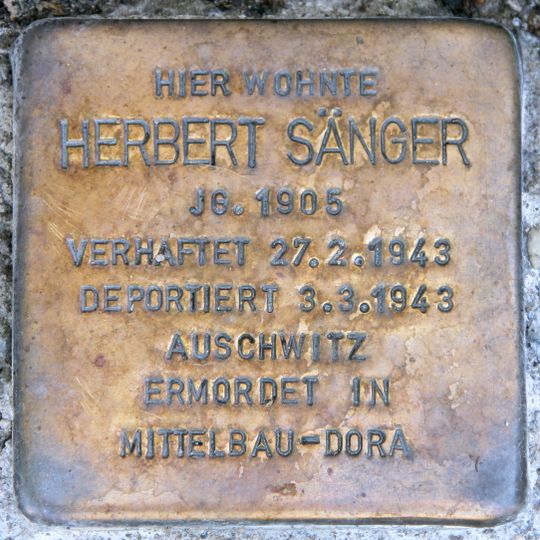 HIER WOHNTE
HERBERT SÄNGER
JG. 1905
VERHAFTET 27.2.1943
DEPORTIERT 3.3.1943
AUSCHWITZ
ERMORDET IN
MITTELBAU-DORA